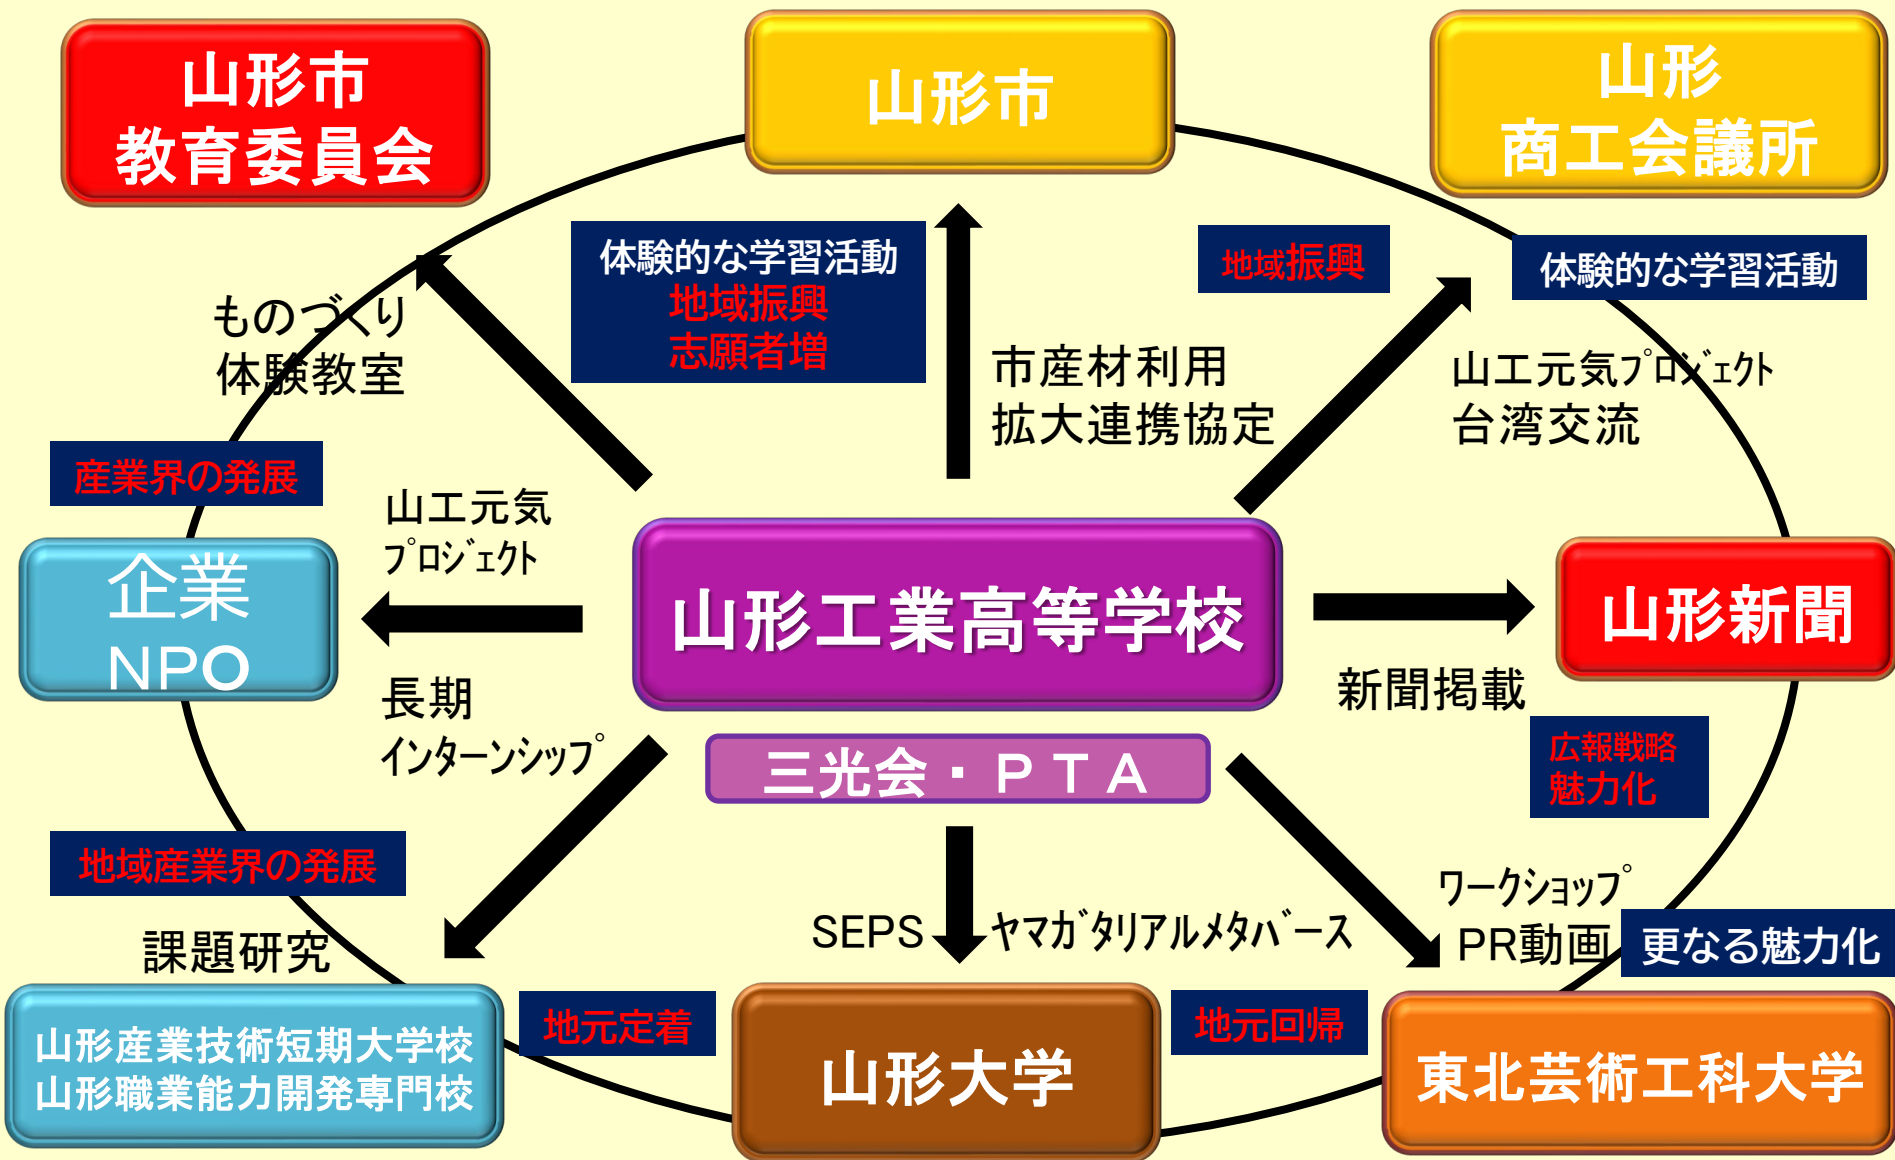 山形市
教育委員会
山形市
山形
商工会議所
体験的な学習活動
地域振興
志願者増
地域振興
体験的な学習活動
ものづくり
体験教室
市産材利用
拡大連携協定
山工元気ﾌﾟﾛｼﾞｪｸﾄ
台湾交流
産業界の発展
山工元気
ﾌﾟﾛｼﾞｪｸﾄ
企業
NPO
山形工業高等学校
山形新聞
長期
ｲﾝﾀｰﾝｼｯﾌﾟ
三光会・ＰＴＡ
新聞掲載
広報戦略
魅力化
地域産業界の発展
課題研究
SEPS
ﾔﾏｶﾞﾀﾘｱﾙﾒﾀﾊﾞｰｽ
ﾜｰｸｼｮｯﾌﾟ
PR動画
更なる魅力化
山形産業技術短期大学校
山形職業能力開発専門校
地元定着
山形大学
地元回帰
東北芸術工科大学